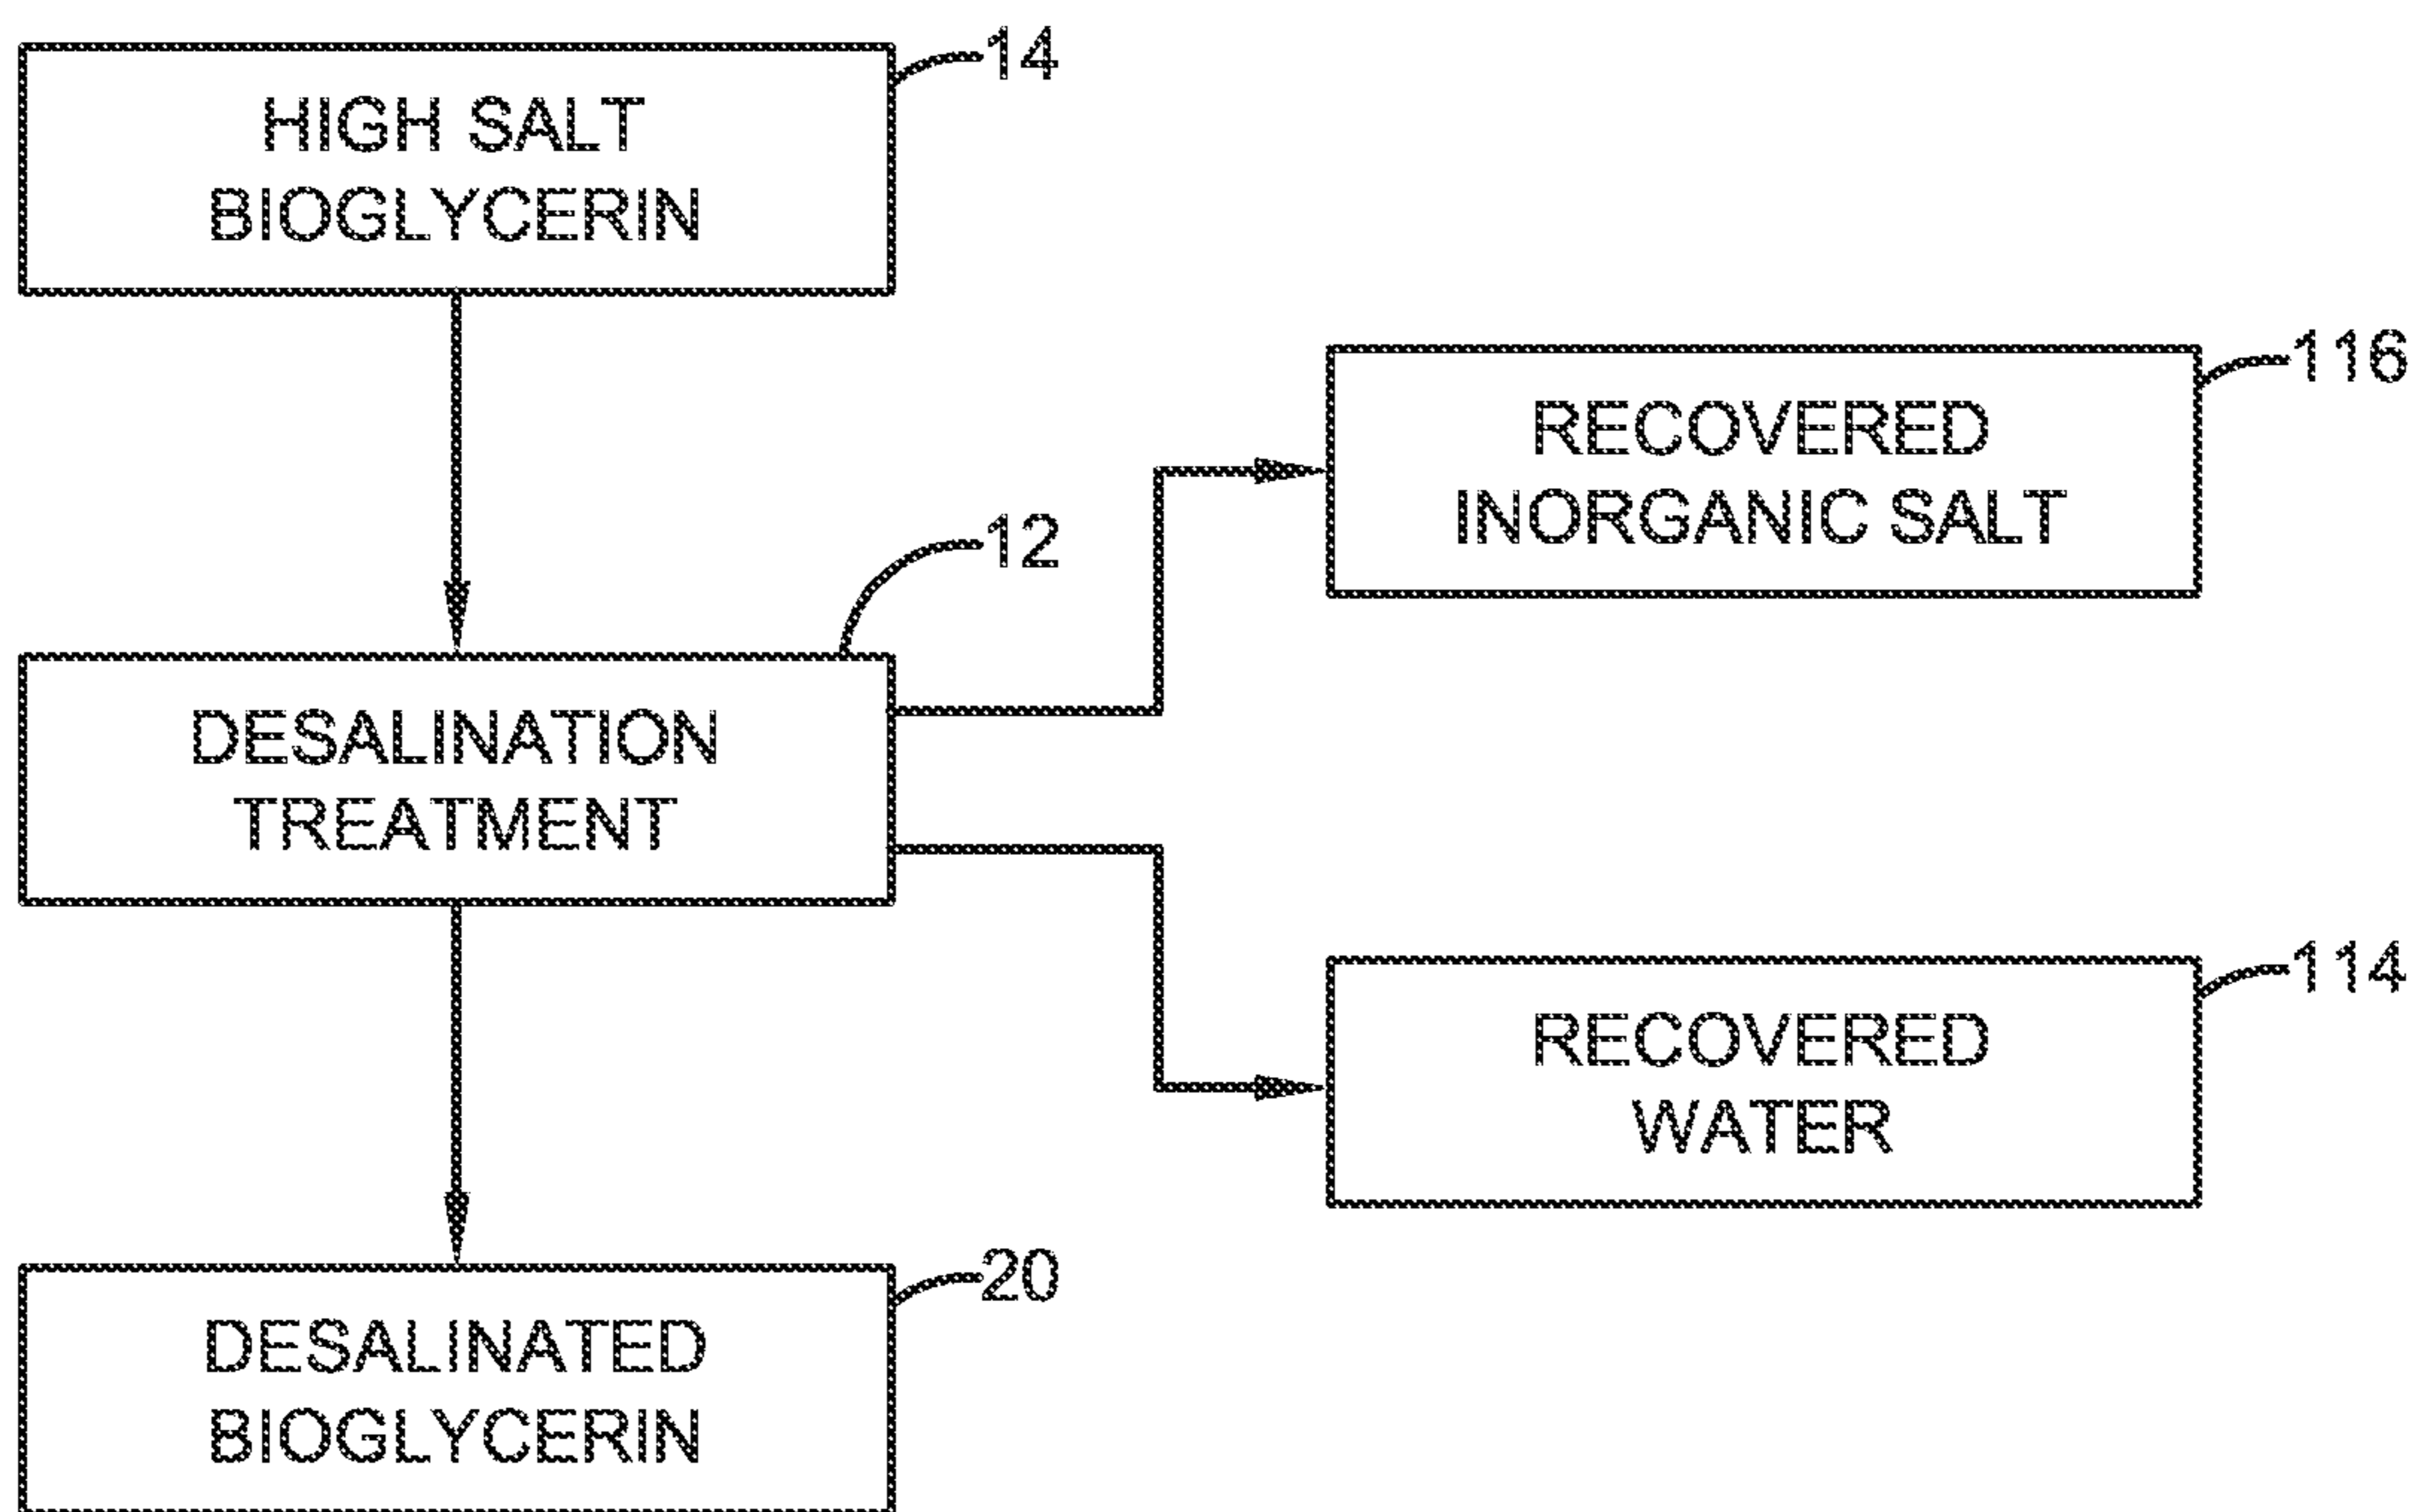 14
HIGH SALT
BIOGLYCERIN
116
RECOVERED
INORGANIC SALT
12
DESALINATION
TREATMENT
114
RECOVERED
WATER
20
DESALINATED
BIOGLYCERIN